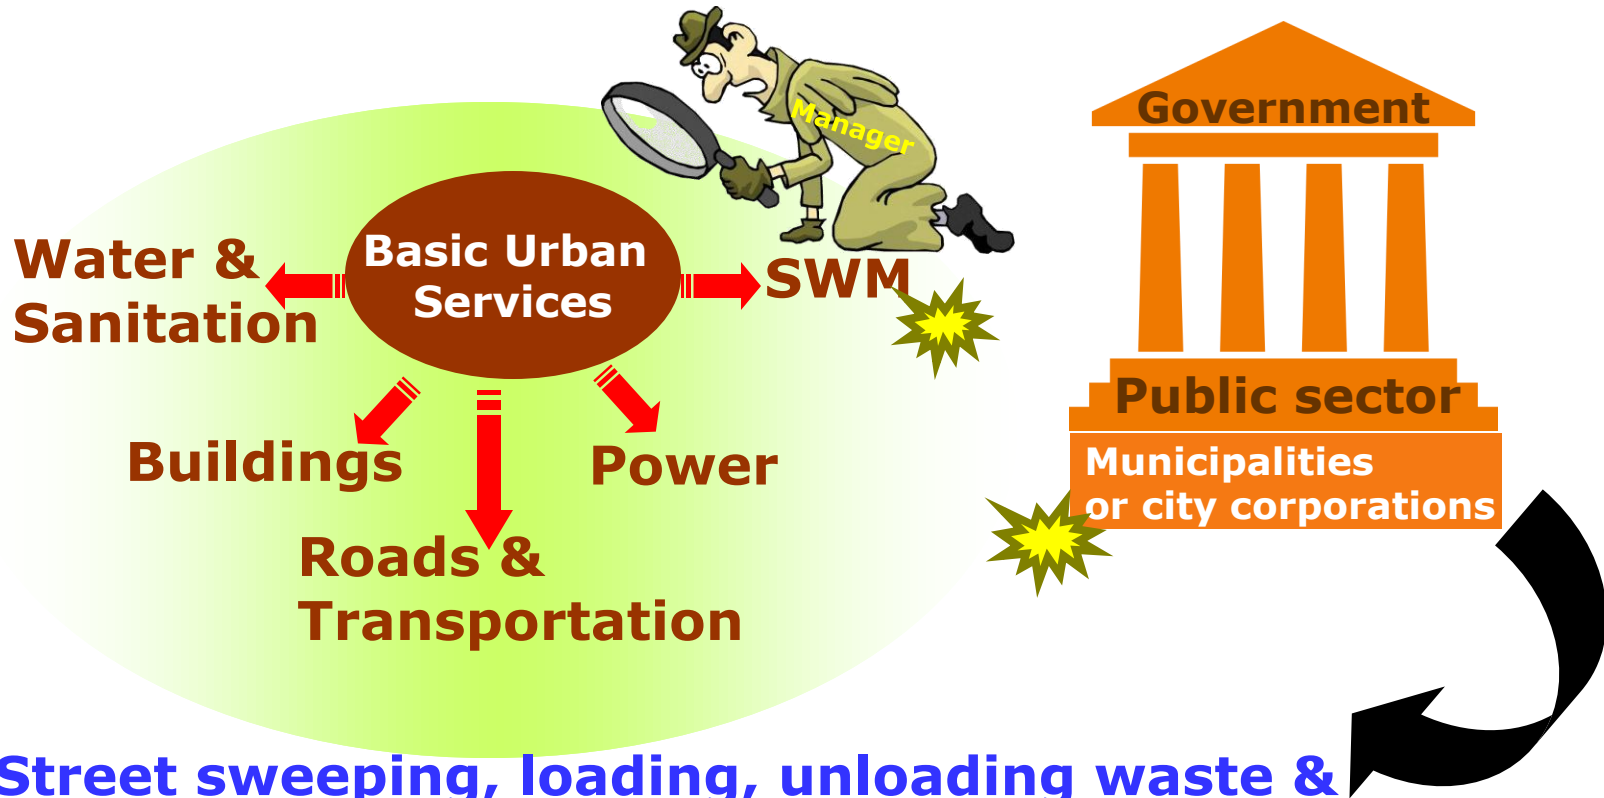 Manager
Government
Basic Urban
Services
Water &
Sanitation
SWM
Buildings
Power
Roads &
Transportation
Public sector
Municipalities
or city corporations
Street sweeping, loading, unloading waste &